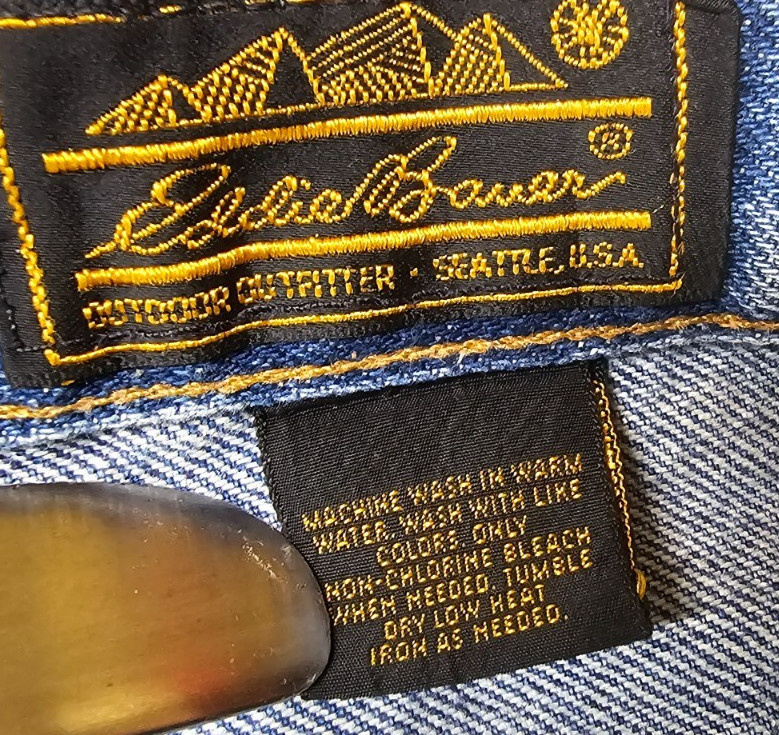 Eddie Bauer®
OUTDOOR OUTFITTER · SEATTLE, U.S.A.
MACHINE WASH IN WARM
WATER. WASH WITH LIKE
COLORS. ONLY
NON-CHLORINE BLEACH
WHEN NEEDED. TUMBLE
DRY LOW HEAT
IRON AS NEEDED.